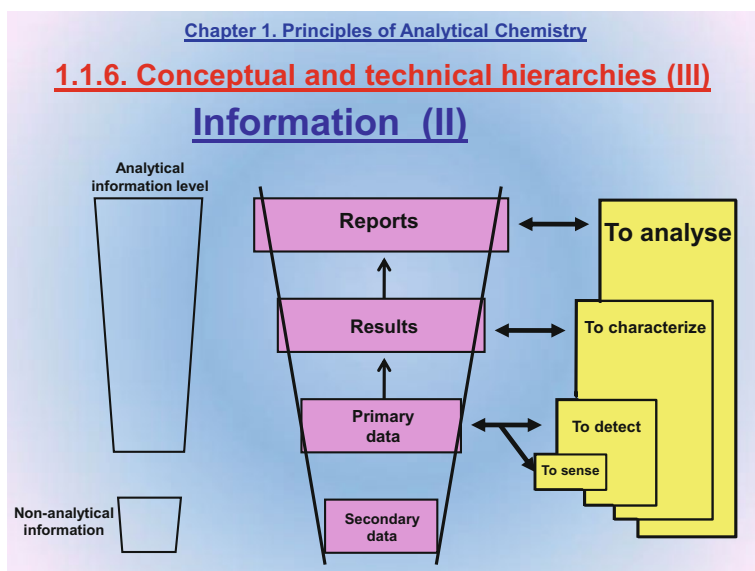 Chapter 1. Principles of Analytical Chemistry
1.1.6. Conceptual and technical hierarchies (III)
Information (II)
Analytical
information level
Reports
To analyse
Results
To characterize
Primary
data
To detect
To sense
Non-analytical
information
Secondary
data